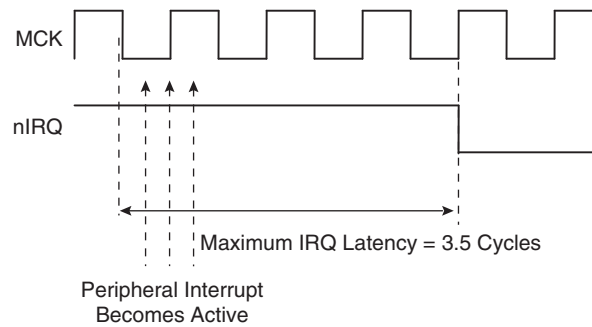 MCK
nIRQ
Maximum IRQ Latency = 3.5 Cycles
Peripheral Interrupt
Becomes Active